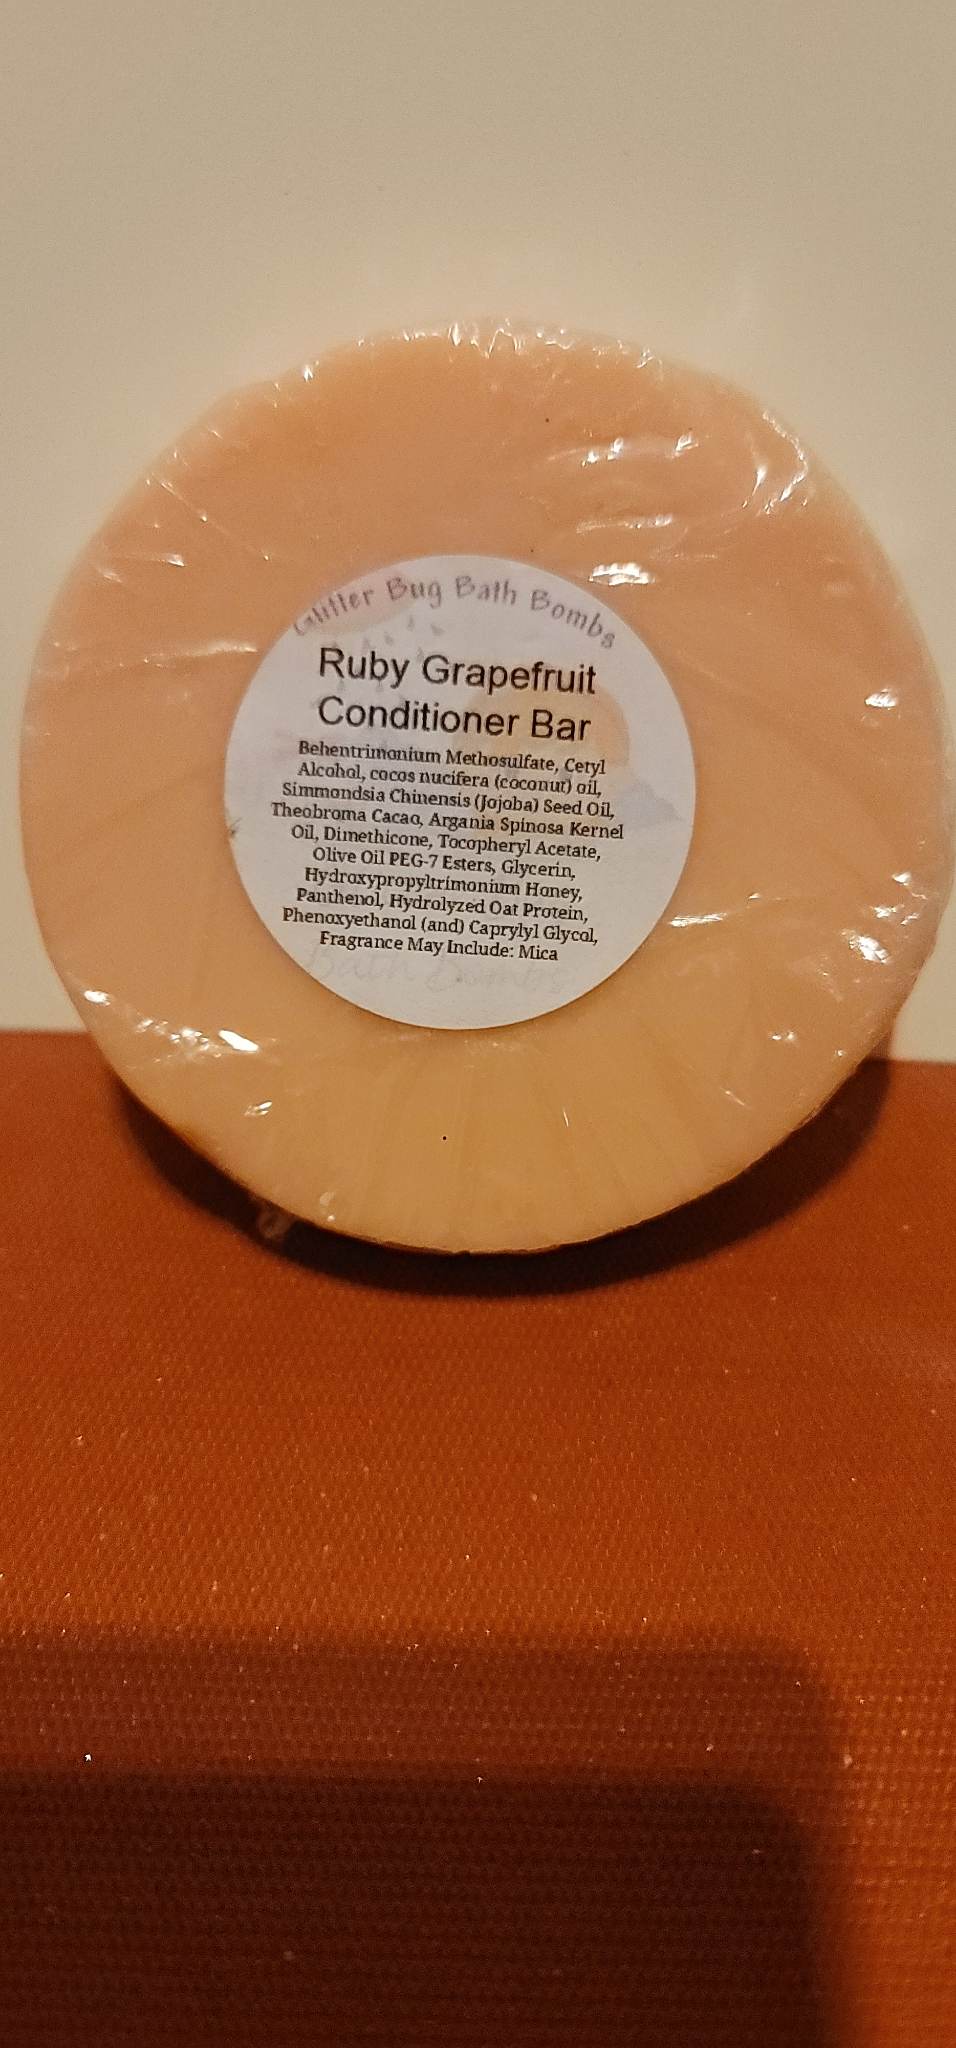 Glitter Bug Bath Bombs
Ruby Grapefruit
Conditioner Bar
Behentrimonium Methosulfate, Cetyl
Alcohol, cocos nucifera (coconut) oil,
Simmondsia Chinensis (Jojoba) Seed Oil,
Theobroma Cacao, Argania Spinosa Kernel
Oil, Dimethicone, Tocopheryl Acetate,
Olive Oil PEG-7 Esters, Glycerin,
Hydroxypropyltrimonium Honey,
Panthenol, Hydrolyzed Oat Protein,
Phenoxyethanol (and) Caprylyl Glycol,
Fragrance May Include: Mica
Bath Bombs